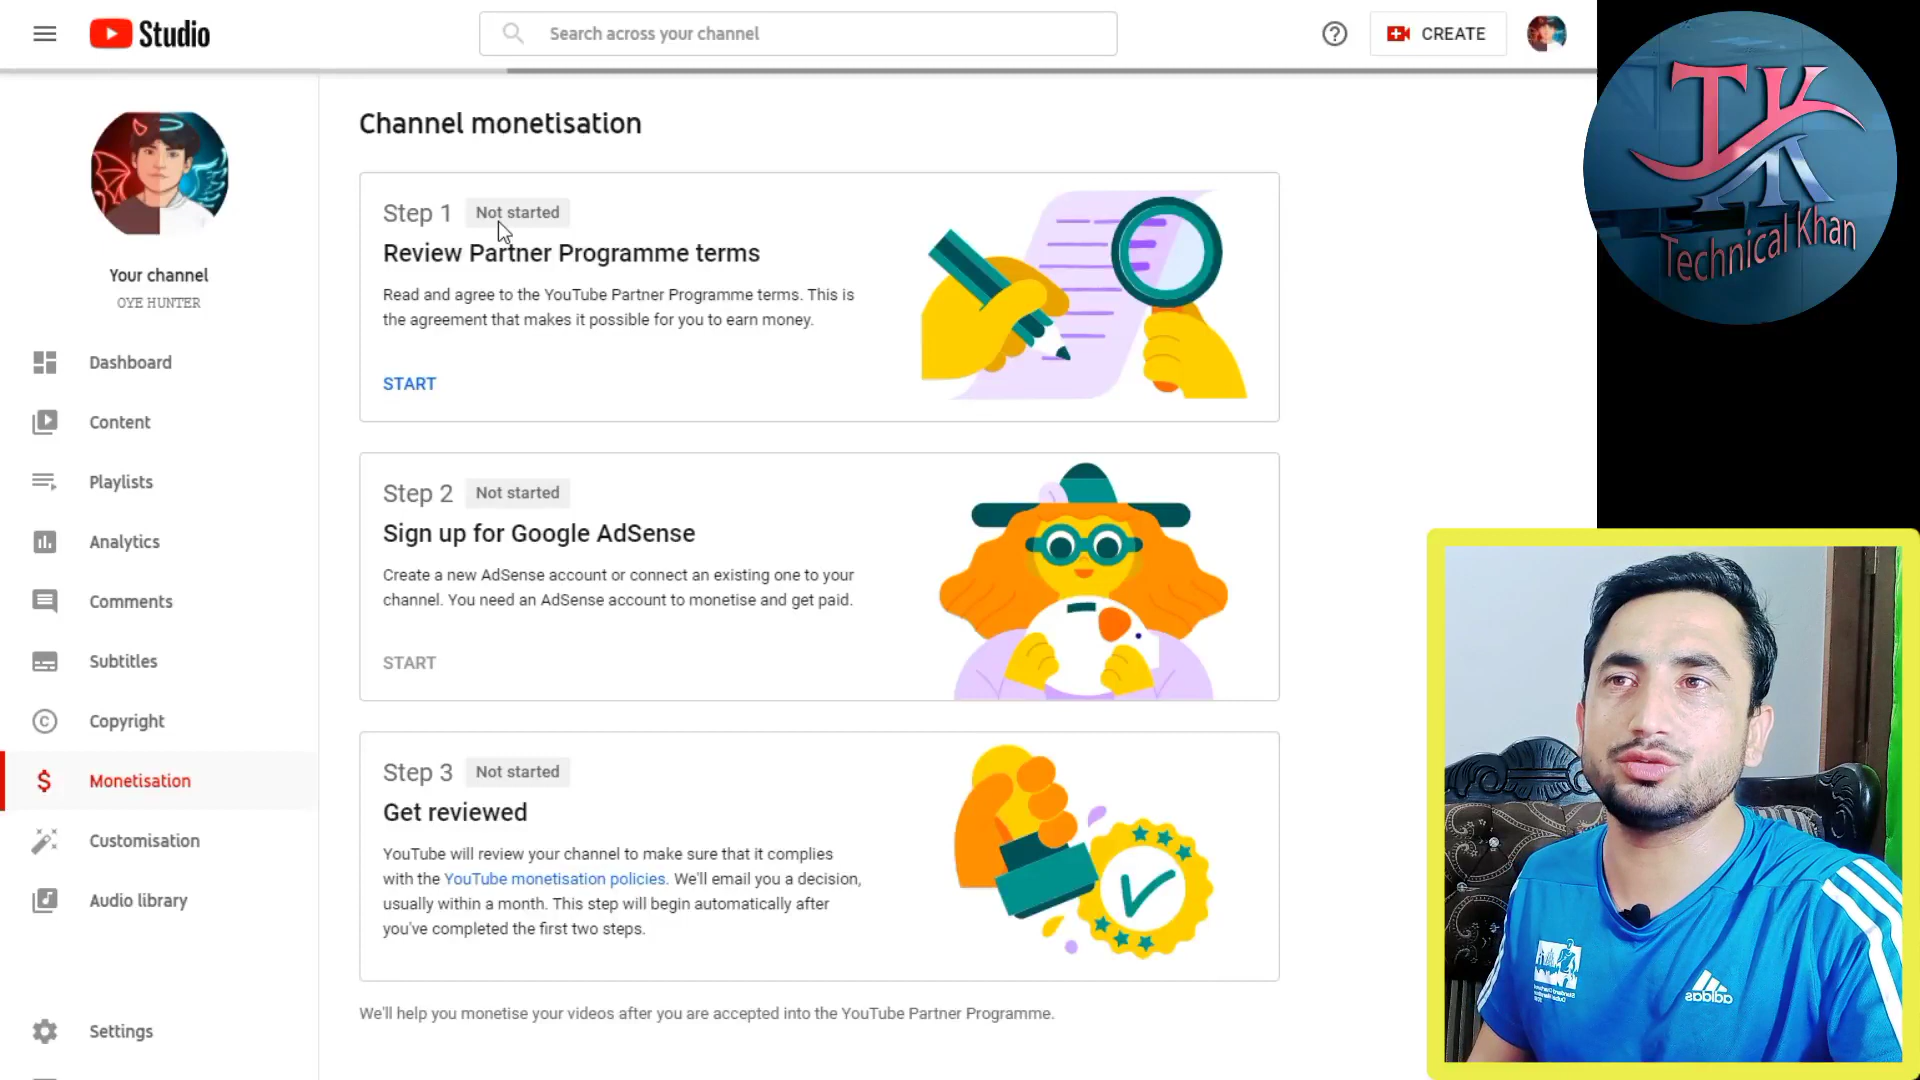 Studio
Search across your channel
CREATE
Your channel
OYE HUNTER
Dashboard
Content
Playlists
Analytics
Comments
Subtitles
Copyright
Monetisation
Customisation
Audio library
Settings
Channel monetisation
Step 1 Not started
Review Partner Programme terms
Read and agree to the YouTube Partner Programme terms. This is
the agreement that makes it possible for you to earn money.
START
Step 2 Not started
Sign up for Google AdSense
Create a new AdSense account or connect an existing one to your
channel. You need an AdSense account to monetise and get paid.
START
Step 3 Not started
Get reviewed
YouTube will review your channel to make sure that it complies
with the YouTube monetisation policies. We'll email you a decision,
usually within a month. This step will begin automatically after
you've completed the first two steps.
We'll help you monetise your videos after you are accepted into the YouTube Partner Programme.
TK
Technical Khan
adidas